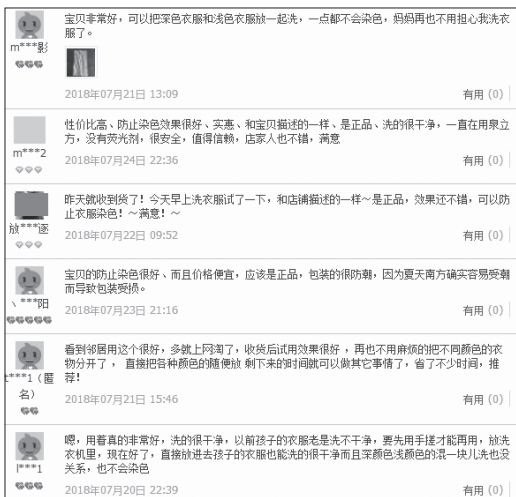 宝贝非常好，可以把深色衣服和浅色衣服放一起洗，一点都不会染色，妈妈再也不用担心我洗衣
服了。
m***影
2018年07月21日 13:09
有用 (0)
性价比高、防止染色效果很好、实惠、和宝贝描述的一样、是正品、洗的很干净，一直在用泉立
方，没有荧光剂，很安全，值得信赖，店家人也不错，满意
m***2
2018年07月24日 22:36
有用 (0)
昨天就收到货了！今天早上洗衣服试了一下，和店铺描述的一样～是正品，效果还不错，可以防
止衣服染色！～满意！～
放***逐
2018年07月22日 09:52
有用 (0)
宝贝的防止染色很好、而且价格便宜，应该是正品，包装的很防潮，因为夏天南方确实容易受潮
而导致包装受损。
丶***阳
2018年07月23日 21:16
有用 (0)
看到邻居用这个很好，多就上网淘了，收货后试用效果很好 ，再也不用麻烦的把不同颜色的衣
物分开了 ， 直接把各种颜色的随便放 剩下来的时间就可以做其它事情了，省了不少时间，推
荐！
t***1（匿
名）
2018年07月21日 15:46
有用 (0)
嗯，用着真的非常好，洗的很干净，以前孩子的衣服老是洗不干净，要先用手搓才能再用，放洗
衣机里，现在好了，直接放进去孩子的衣服也能洗的很干净而且深颜色浅颜色的混一块儿洗也没
关系，也不会染色
l***1
2018年07月20日 22:39
有用 (0)